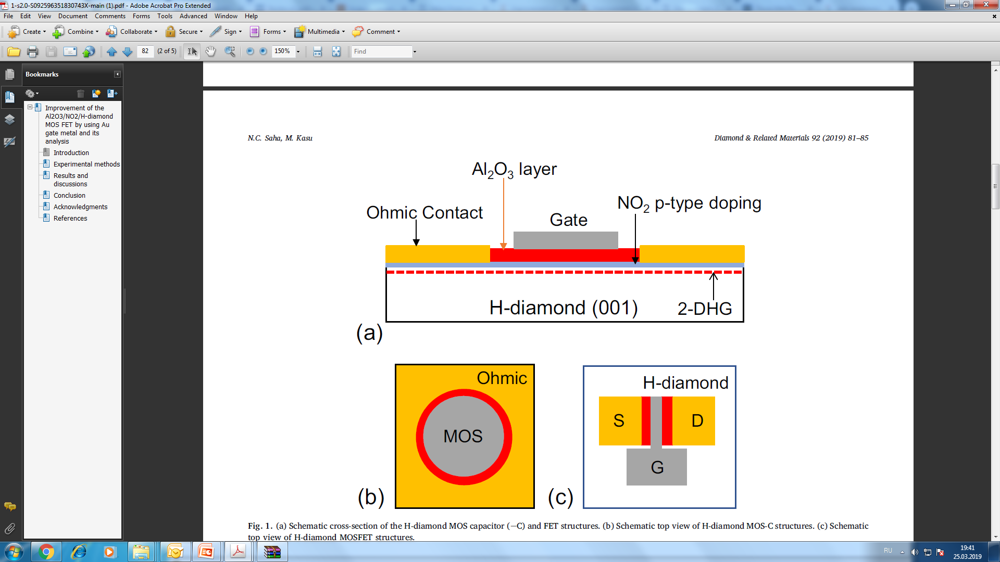 1-s2.0-S092596351830743X-main (1).pdf - Adobe Acrobat Pro Extended
File Edit View Document Comments Forms Tools Advanced Window Help
Create Combine Collaborate Secure Sign Forms Multimedia Comment
82 (2 of 5) 150% Find
Bookmarks
Improvement of the
Al2O3/NO2/H-diamond
MOS FET by using Au
gate metal and its
analysis
Introduction
Experimental methods
Results and
discussions
Conclusion
Acknowledgments
References
N.C. Saha, M. Kasu
Diamond & Related Materials 92 (2019) 81–85
Al2O3 layer
NO2 p-type doping
Ohmic Contact
Gate
H-diamond (001)
2-DHG
(a)
Ohmic
MOS
(b)
H-diamond
S
D
G
(c)
Fig. 1. (a) Schematic cross-section of the H-diamond MOS capacitor (−C) and FET structures. (b) Schematic top view of H-diamond MOS-C structures. (c) Schematic
top view of H-diamond MOSFET structures.
RU
19:41
25.03.2019